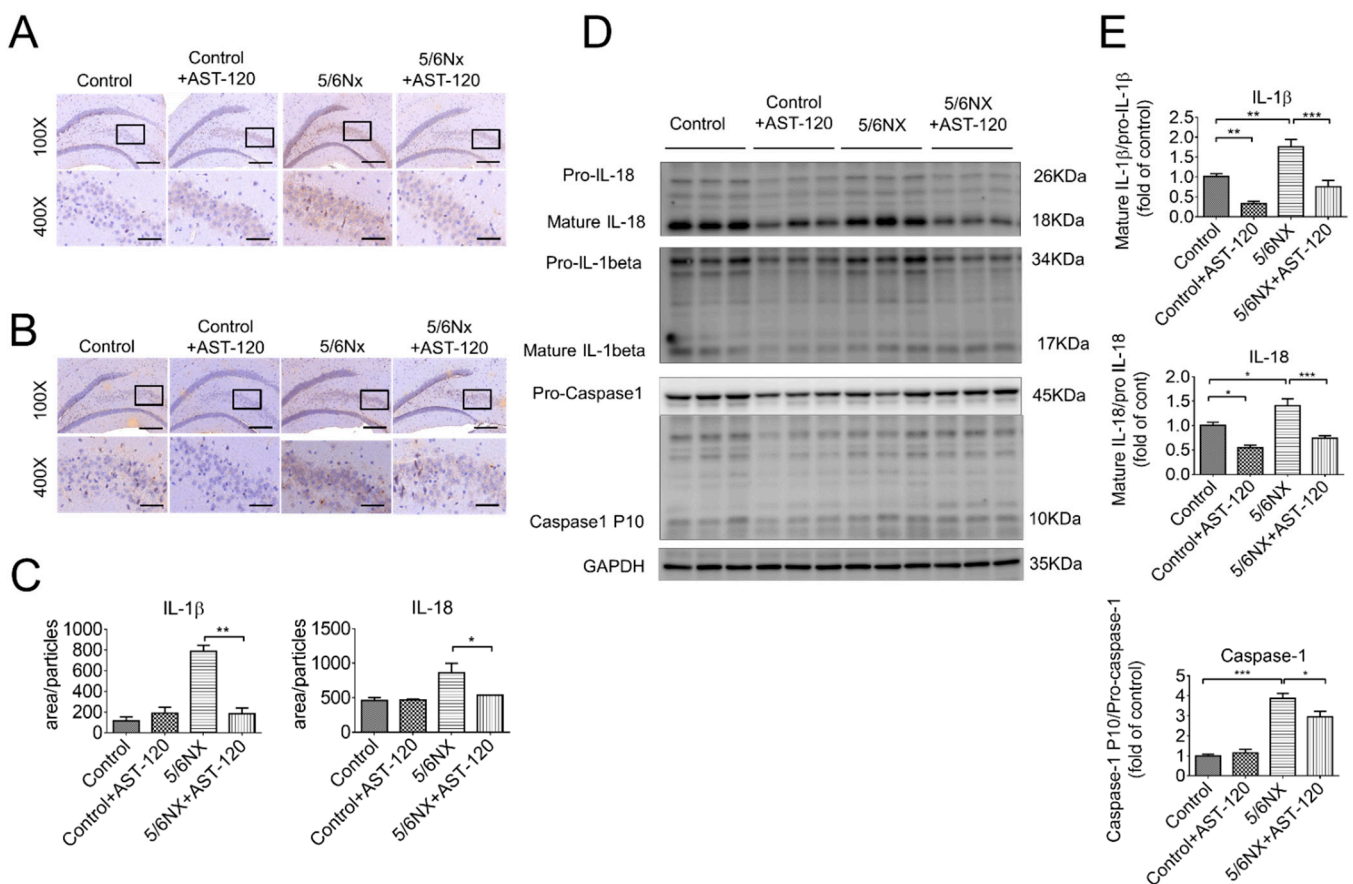 A
Control
Control
+AST-120
5/6Nx
5/6Nx
+AST-120
100X
400X
B
Control
Control
+AST-120
5/6Nx
5/6Nx
+AST-120
100X
400X
C
IL-1β
area/particles
1000
800
600
400
200
**
Control
Control+AST-120
5/6NX
5/6NX+AST-120
IL-18
area/particles
1500
1000
500
0
*
Control
Control+AST-120
5/6NX
5/6NX+AST-120
D
Control
Control
+AST-120
5/6NX
5/6NX
+AST-120
Pro-IL-18
26KDa
Mature IL-18
18KDa
Pro-IL-1beta
34KDa
Mature IL-1beta
17KDa
Pro-Caspase1
45KDa
Caspase1 P10
10KDa
GAPDH
35KDa
E
IL-1β
Mature IL-1β/pro-IL-1β
(fold of control)
2.5
2.0
1.5
1.0
0.5
0.0
**
**
***
Control
Control+AST-120
5/6NX
5/6NX+AST-120
IL-18
Mature IL-18/pro IL-18
(fold of cont)
2.0
1.5
1.0
0.5
0.0
*
*
***
Control
Control+AST-120
5/6NX
5/6NX+AST-120
Caspase-1
Caspase-1 P10/Pro-caspase-1
(fold of control)
5
4
3
2
1
0
***
*
Control
Control+AST-120
5/6NX
5/6NX+AST-120